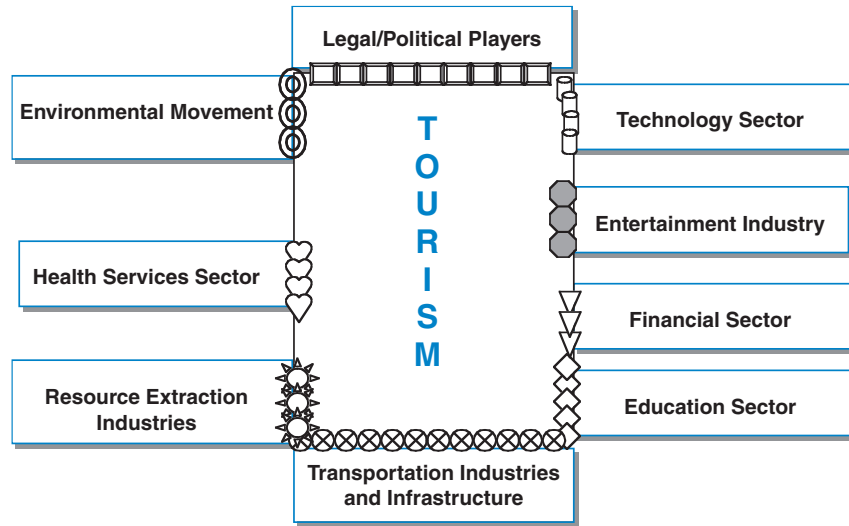 Legal/Political Players
Environmental Movement
Technology Sector
TOURISM
Entertainment Industry
Health Services Sector
Financial Sector
Resource Extraction
Industries
Education Sector
Transportation Industries
and Infrastructure